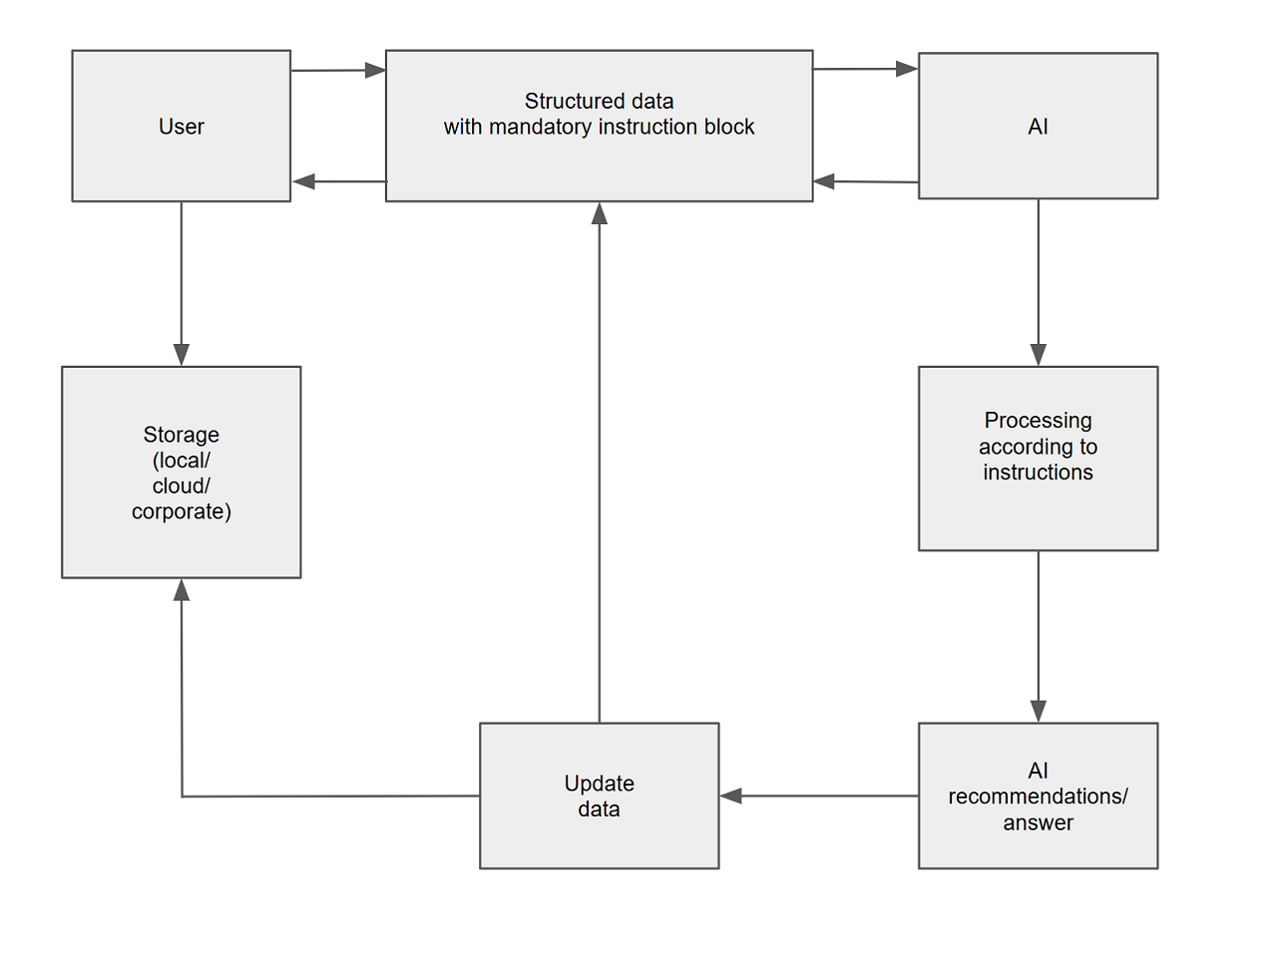 User
Structured data
with mandatory instruction block
AI
Storage
(local/
cloud/
corporate)
Processing
according to
instructions
Update
data
AI
recommendations/
answer